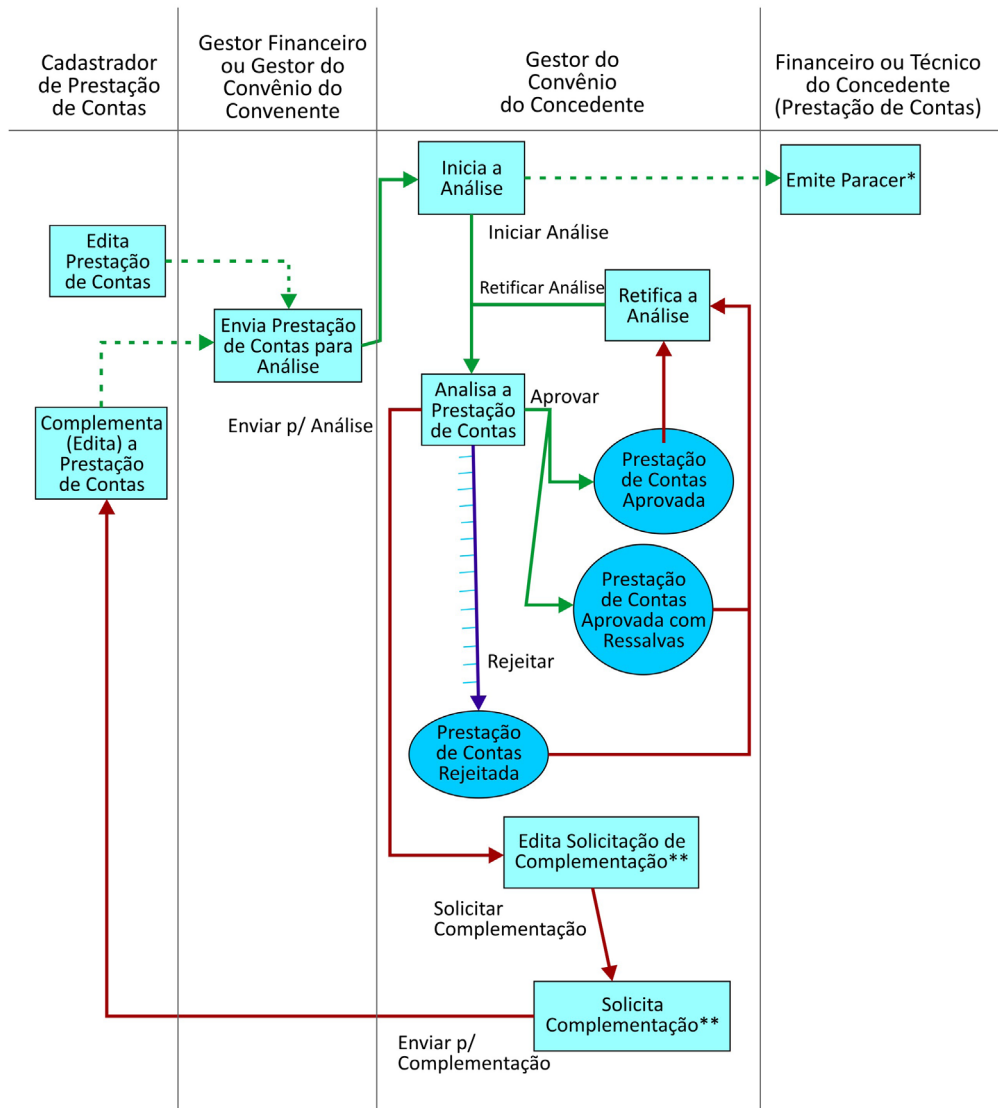 Cadastrador
de Prestação
de Contas
Gestor Financeiro
ou Gestor do
Convênio do
Convenente
Gestor do
Convênio
do Concedente
Financeiro ou Técnico
do Concedente
(Prestação de Contas)
Inicia a
Análise
Emite Paracer*
Iniciar Análise
Edita
Prestação
de Contas
Retificar Análise
Retifica a
Análise
Envia Prestação
de Contas para
Análise
Enviar p/ Análise
Analisa a
Prestação
de Contas
Aprovar
Complementa
(Edita) a
Prestação
de Contas
Prestação
de Contas
Aprovada
Prestação
de Contas
Aprovada com
Ressalvas
Rejeitar
Prestação
de Contas
Rejeitada
Edita Solicitação de
Complementação**
Solicitar
Complementação
Solicita
Complementação**
Enviar p/
Complementação